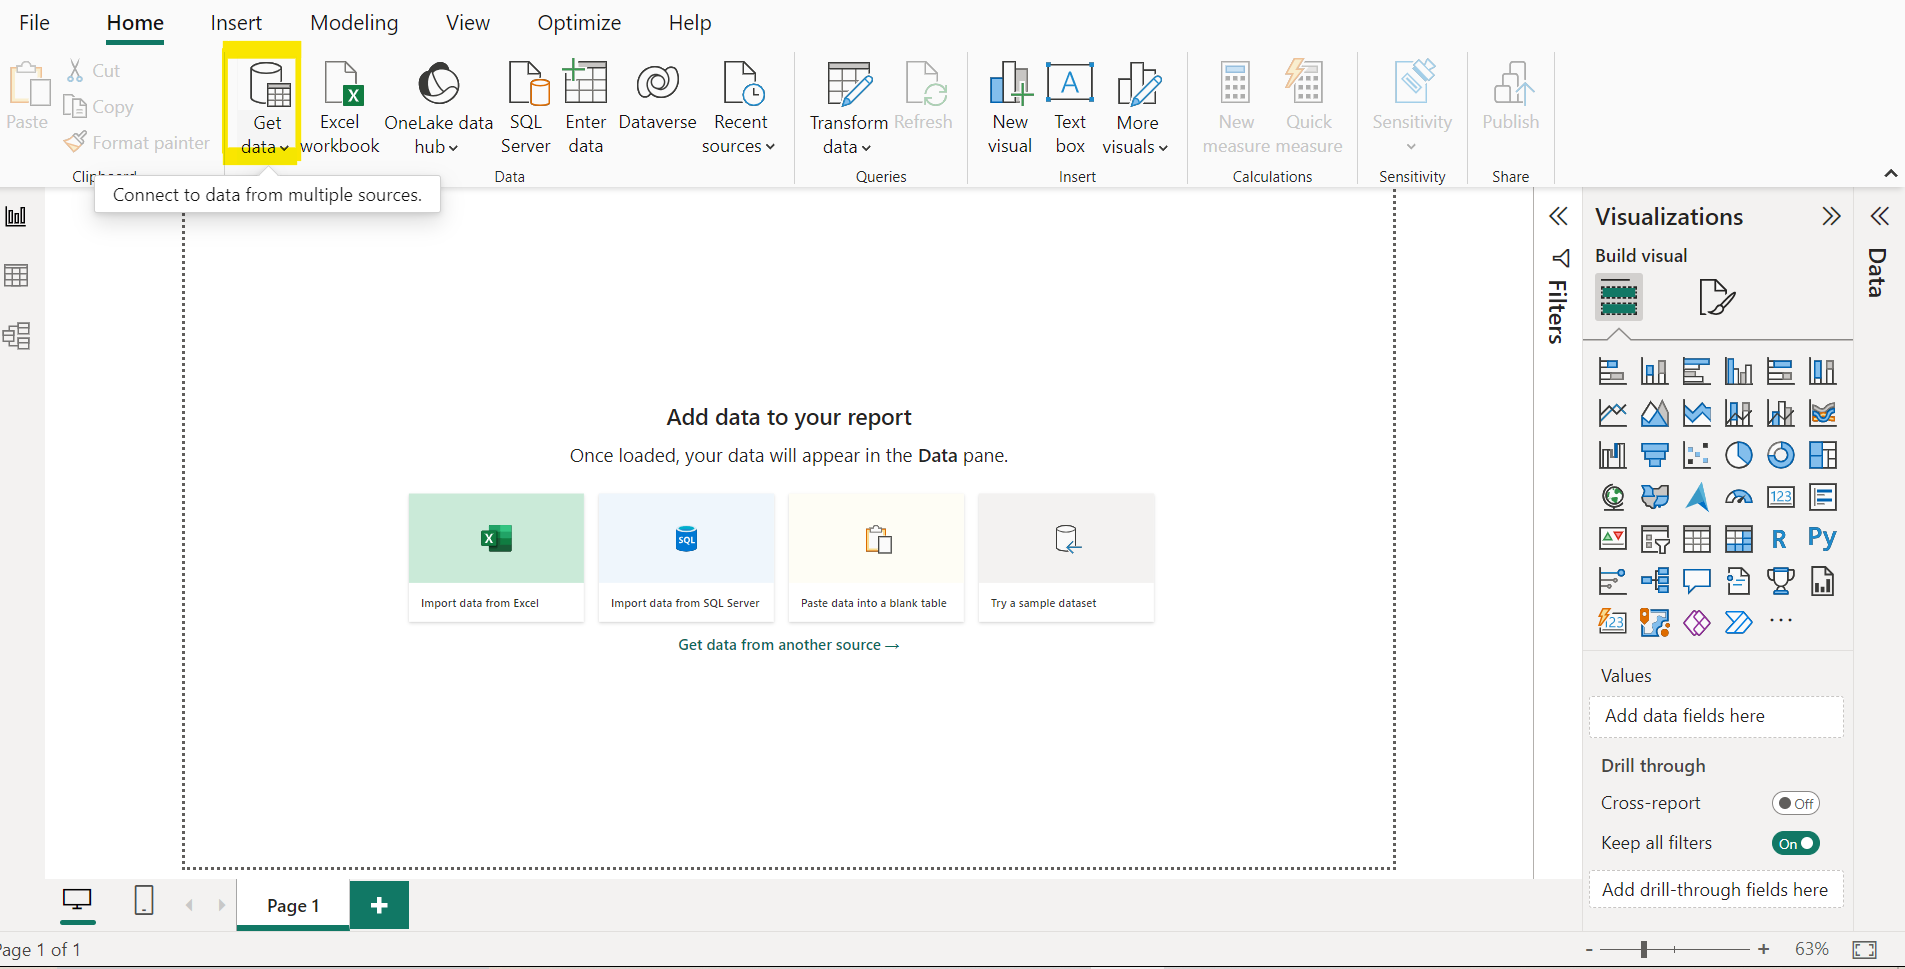 File Home Insert Modeling View Optimize Help
Paste
Cut
Copy
Format painter
Get
data
Excel
workbook
OneLake data
hub
SQL
Server
Enter
data
Dataverse
Recent
sources
Transform
data
Refresh
New
visual
Text
box
More
visuals
New
measure
Quick
measure
Sensitivity
Publish
Clipboard Data Queries Insert Calculations Sensitivity Share
Connect to data from multiple sources.
Filters
Visualizations
Build visual
Data
Add data to your report
Once loaded, your data will appear in the Data pane.
X
SQL
Import data from Excel
Import data from SQL Server
Paste data into a blank table
Try a sample dataset
Get data from another source →
123
R
Py
123
Values
Add data fields here
Drill through
Cross-report Off
Keep all filters On
Add drill-through fields here
Page 1
Page 1 of 1
63%